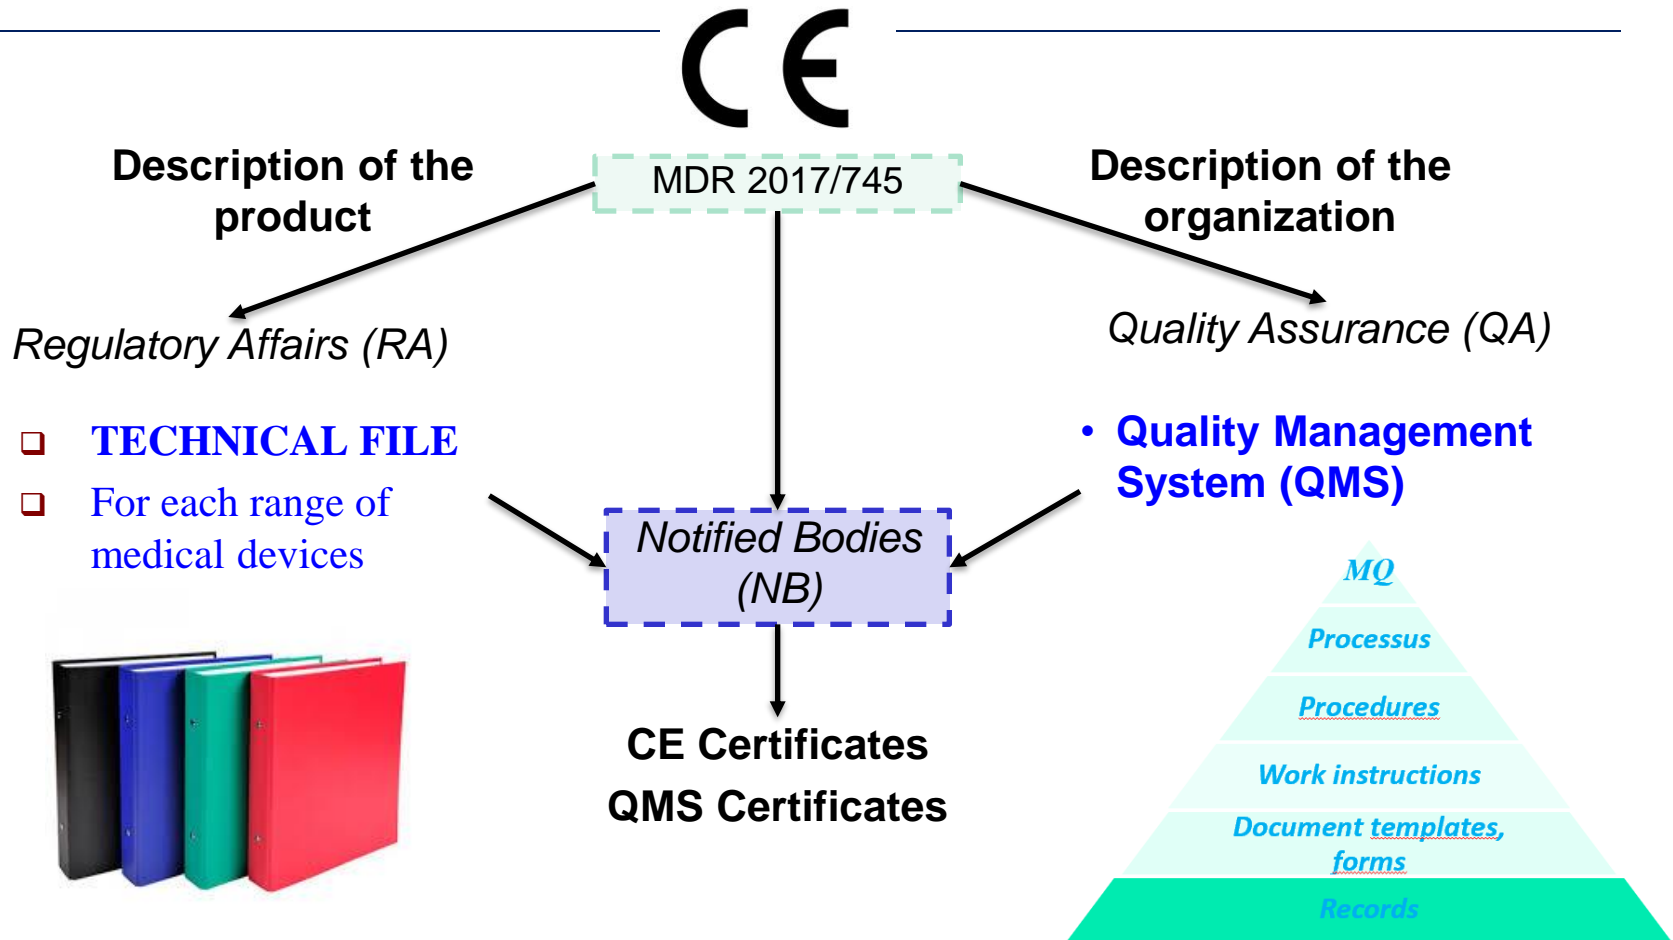 CE
Description of the
product
MDR 2017/745
Description of the
organization
Regulatory Affairs (RA)
Quality Assurance (QA)
TECHNICAL FILE
For each range of
medical devices
• Quality Management
System (QMS)
Notified Bodies
(NB)
CE Certificates
QMS Certificates
MQ
Processus
Procedures
Work instructions
Document templates,
forms
Records